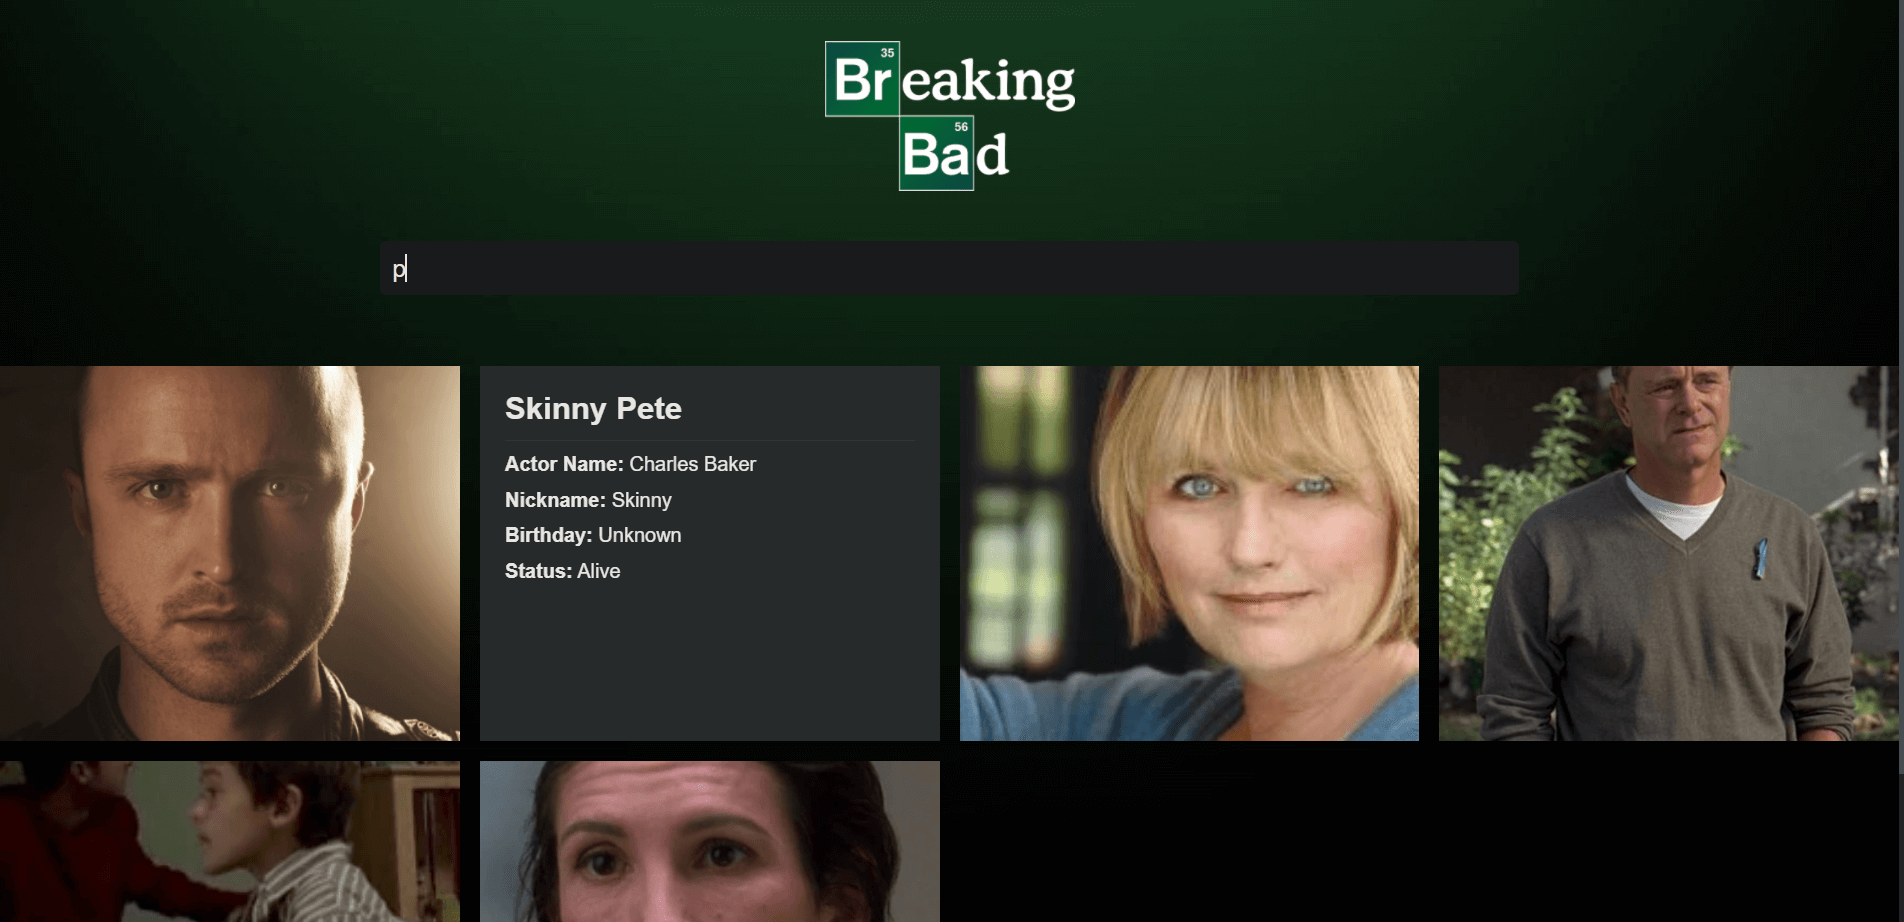 35
Breaking
56
Bad
p
Skinny Pete
Actor Name: Charles Baker
Nickname: Skinny
Birthday: Unknown
Status: Alive